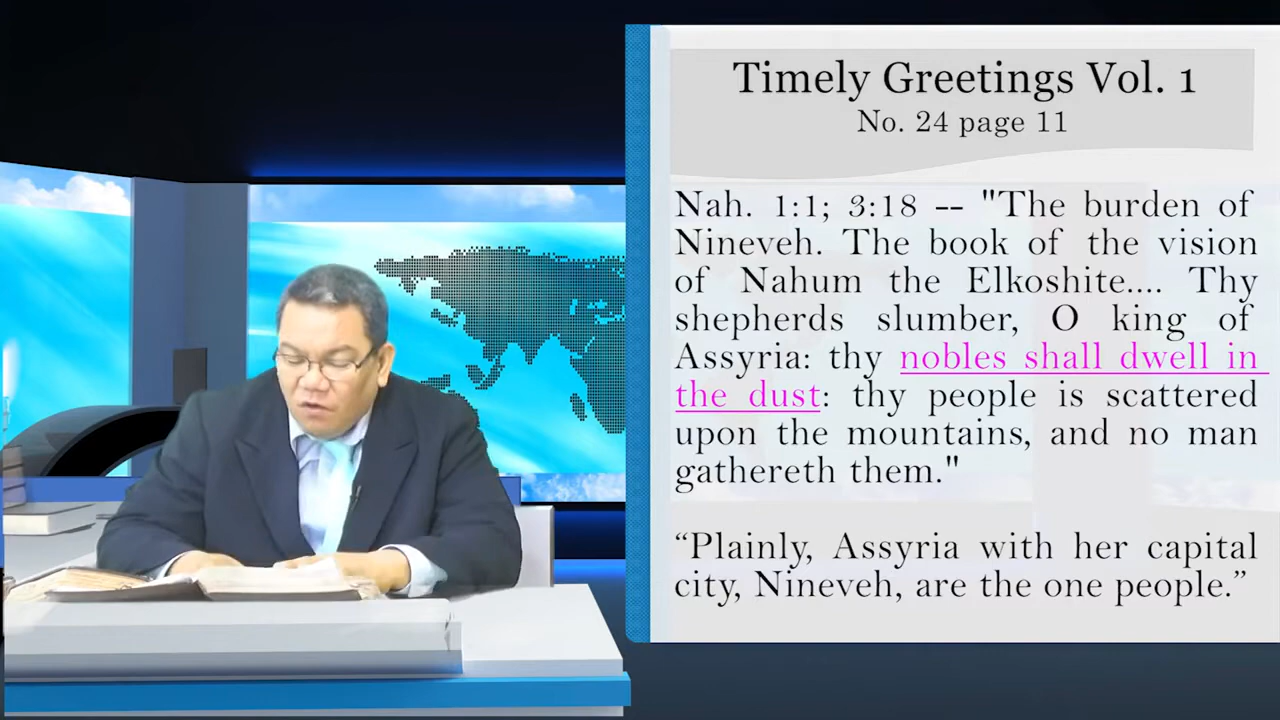 Timely Greetings Vol. 1
No. 24 page 11
Nah. 1:1; 3:18 -- "The burden of
Nineveh. The book of the vision
of Nahum the Elkoshite.... Thy
shepherds slumber, O king of
Assyria: thy nobles shall dwell in
the dust: thy people is scattered
upon the mountains, and no man
gathereth them."
“Plainly, Assyria with her capital
city, Nineveh, are the one people.”